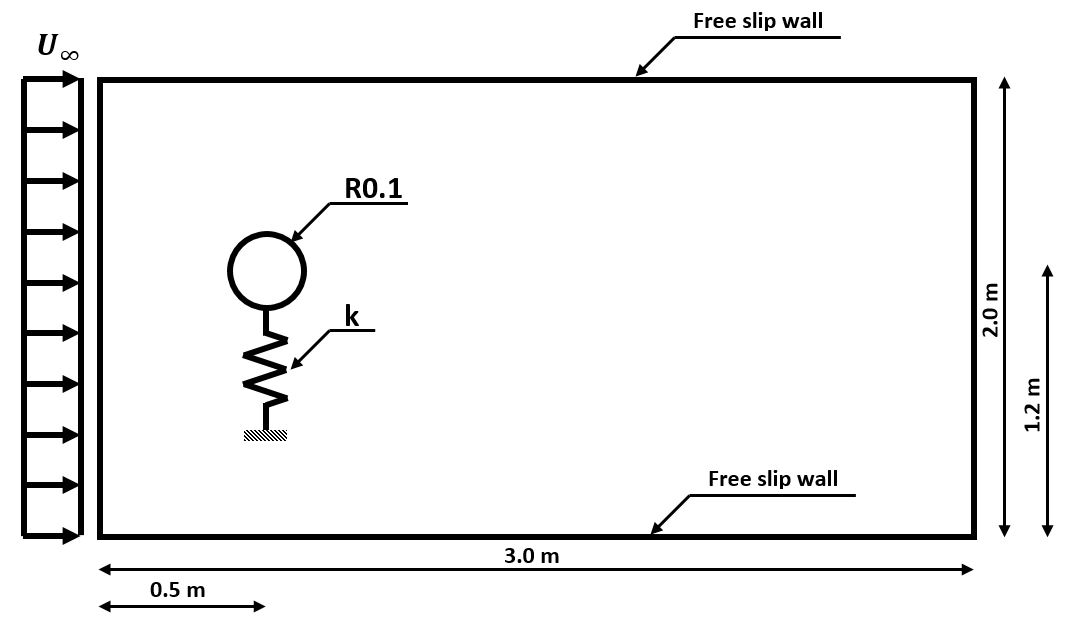 Free slip wall
U∞
R0.1
k
2.0 m
1.2 m
Free slip wall
3.0 m
0.5 m